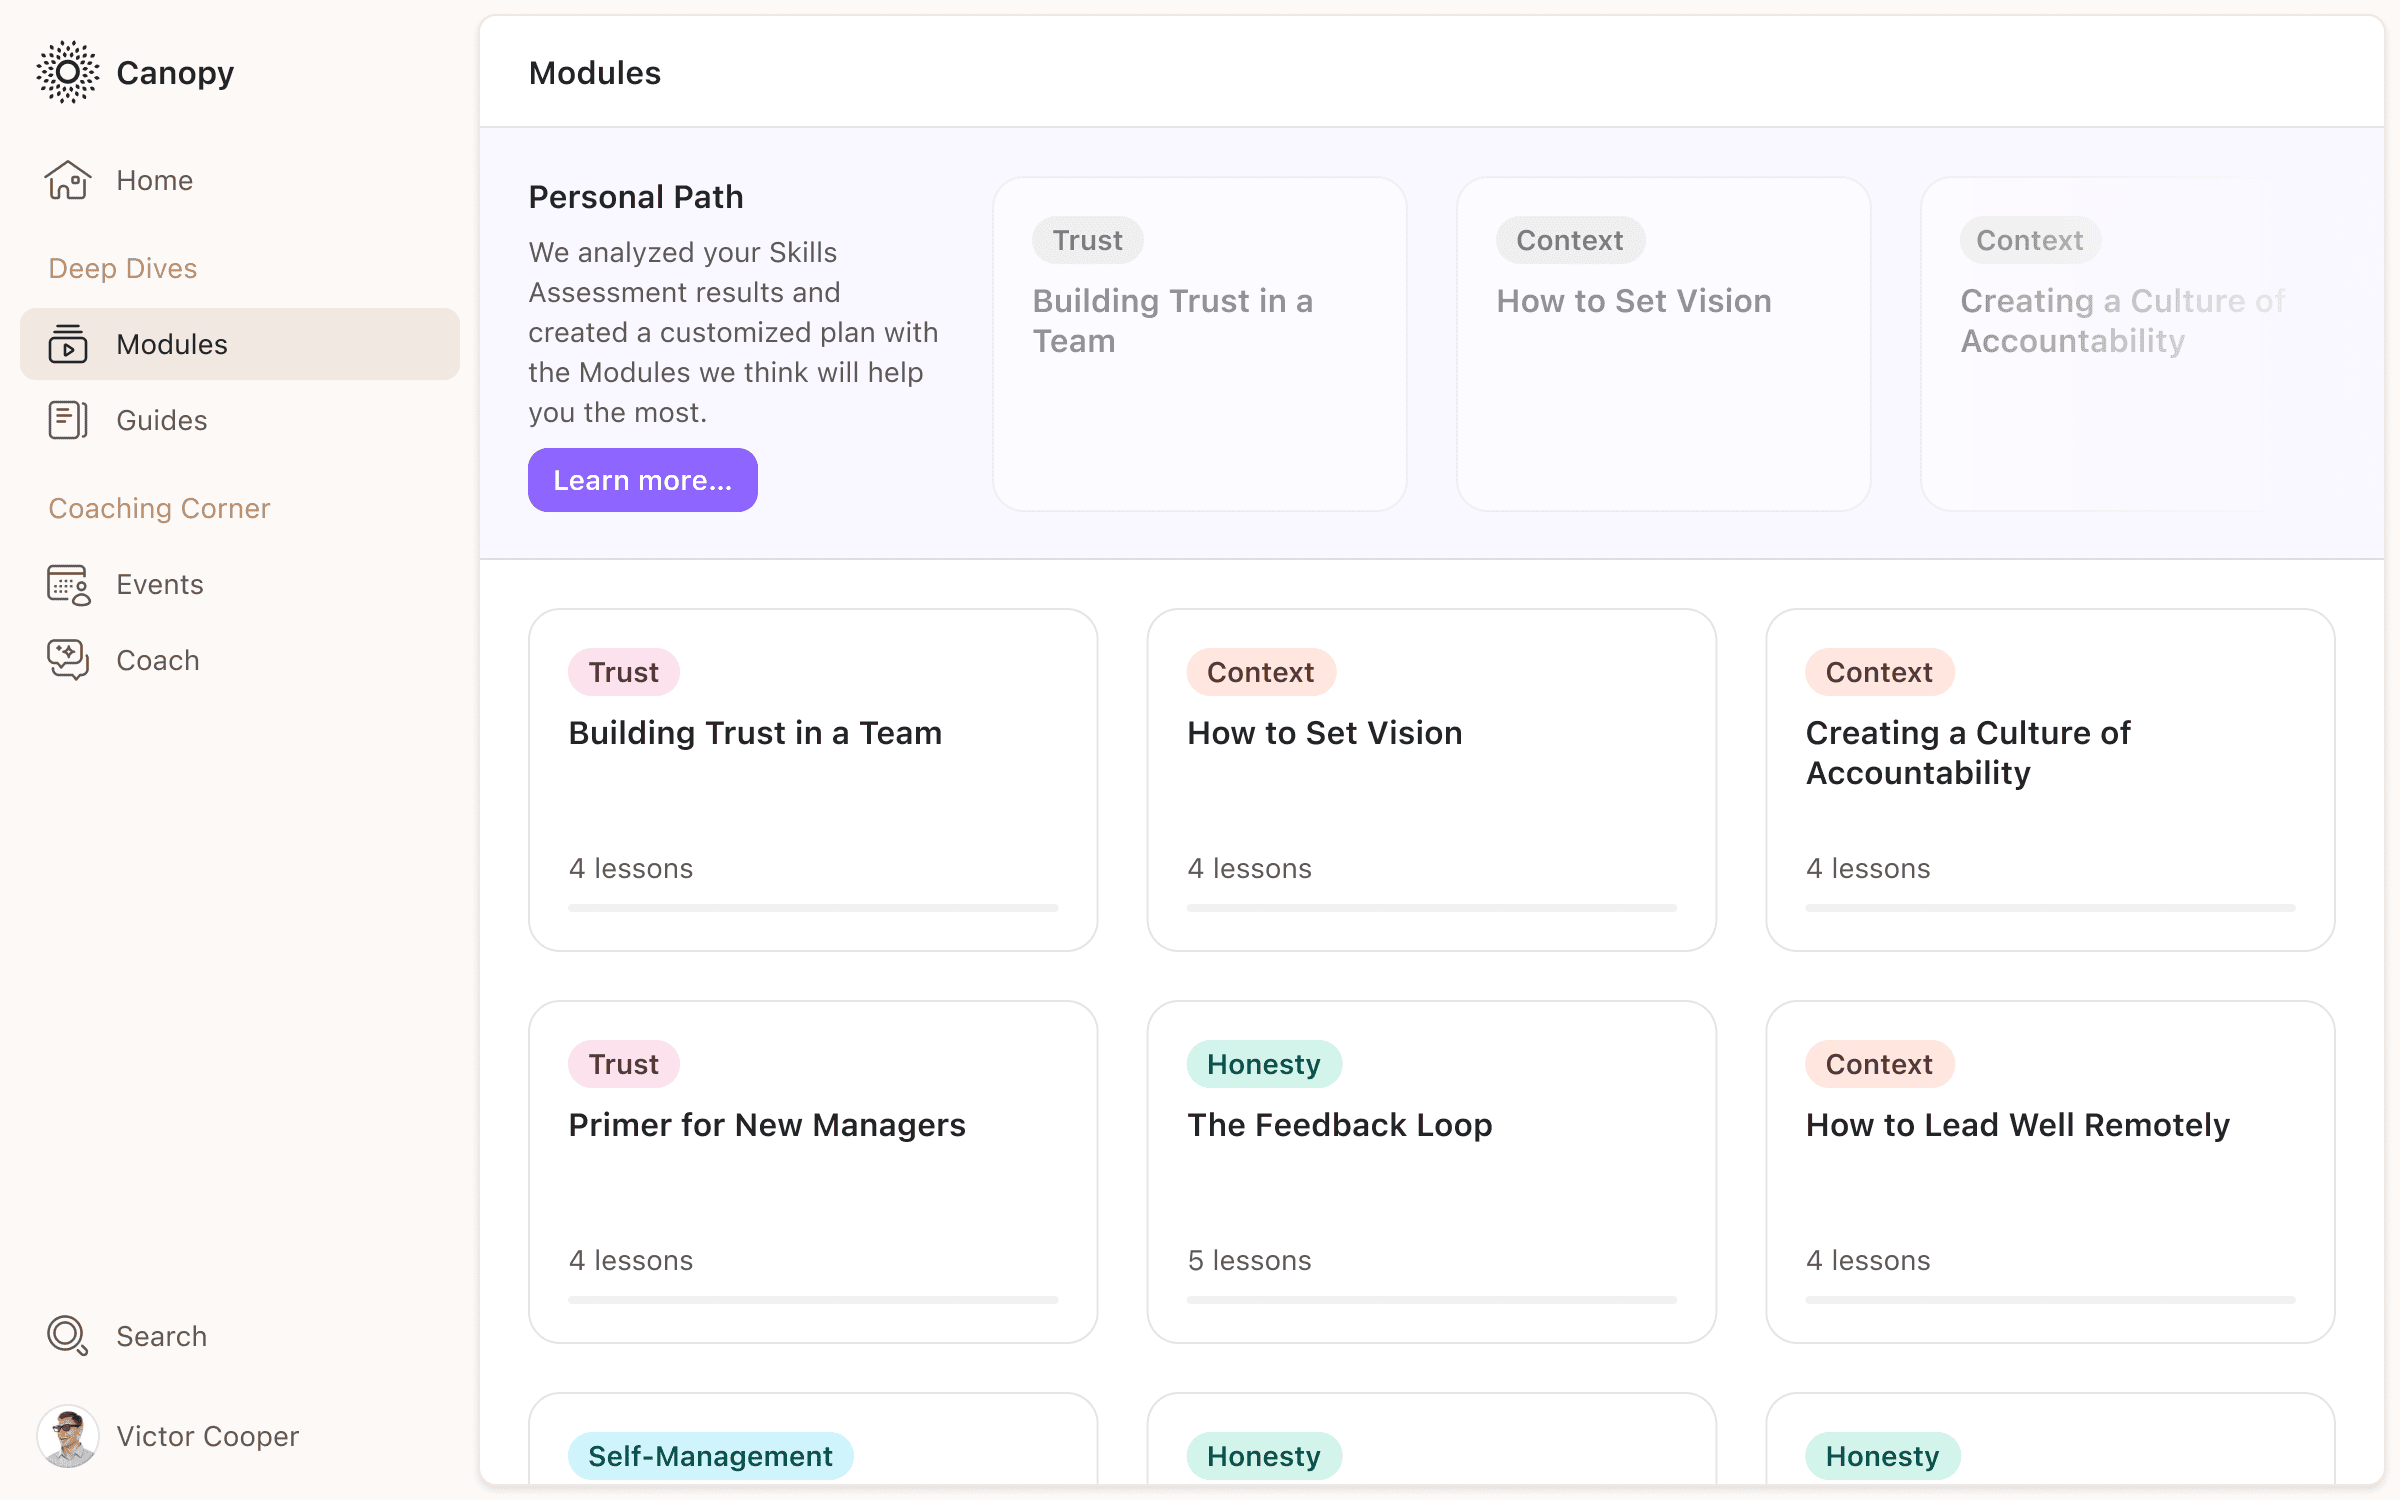 Canopy
Home
Deep Dives
Modules
Guides
Coaching Corner
Events
Coach
Search
Victor Cooper
Modules
Personal Path
We analyzed your Skills
Assessment results and
created a customized plan with
the Modules we think will help
you the most.
Learn more...
Trust
Building Trust in a
Team
Context
How to Set Vision
Context
Creating a Culture of
Accountability
Trust
Building Trust in a Team
4 lessons
Context
How to Set Vision
4 lessons
Context
Creating a Culture of
Accountability
4 lessons
Trust
Primer for New Managers
4 lessons
Honesty
The Feedback Loop
5 lessons
Context
How to Lead Well Remotely
4 lessons
Self-Management
Honesty
Honesty